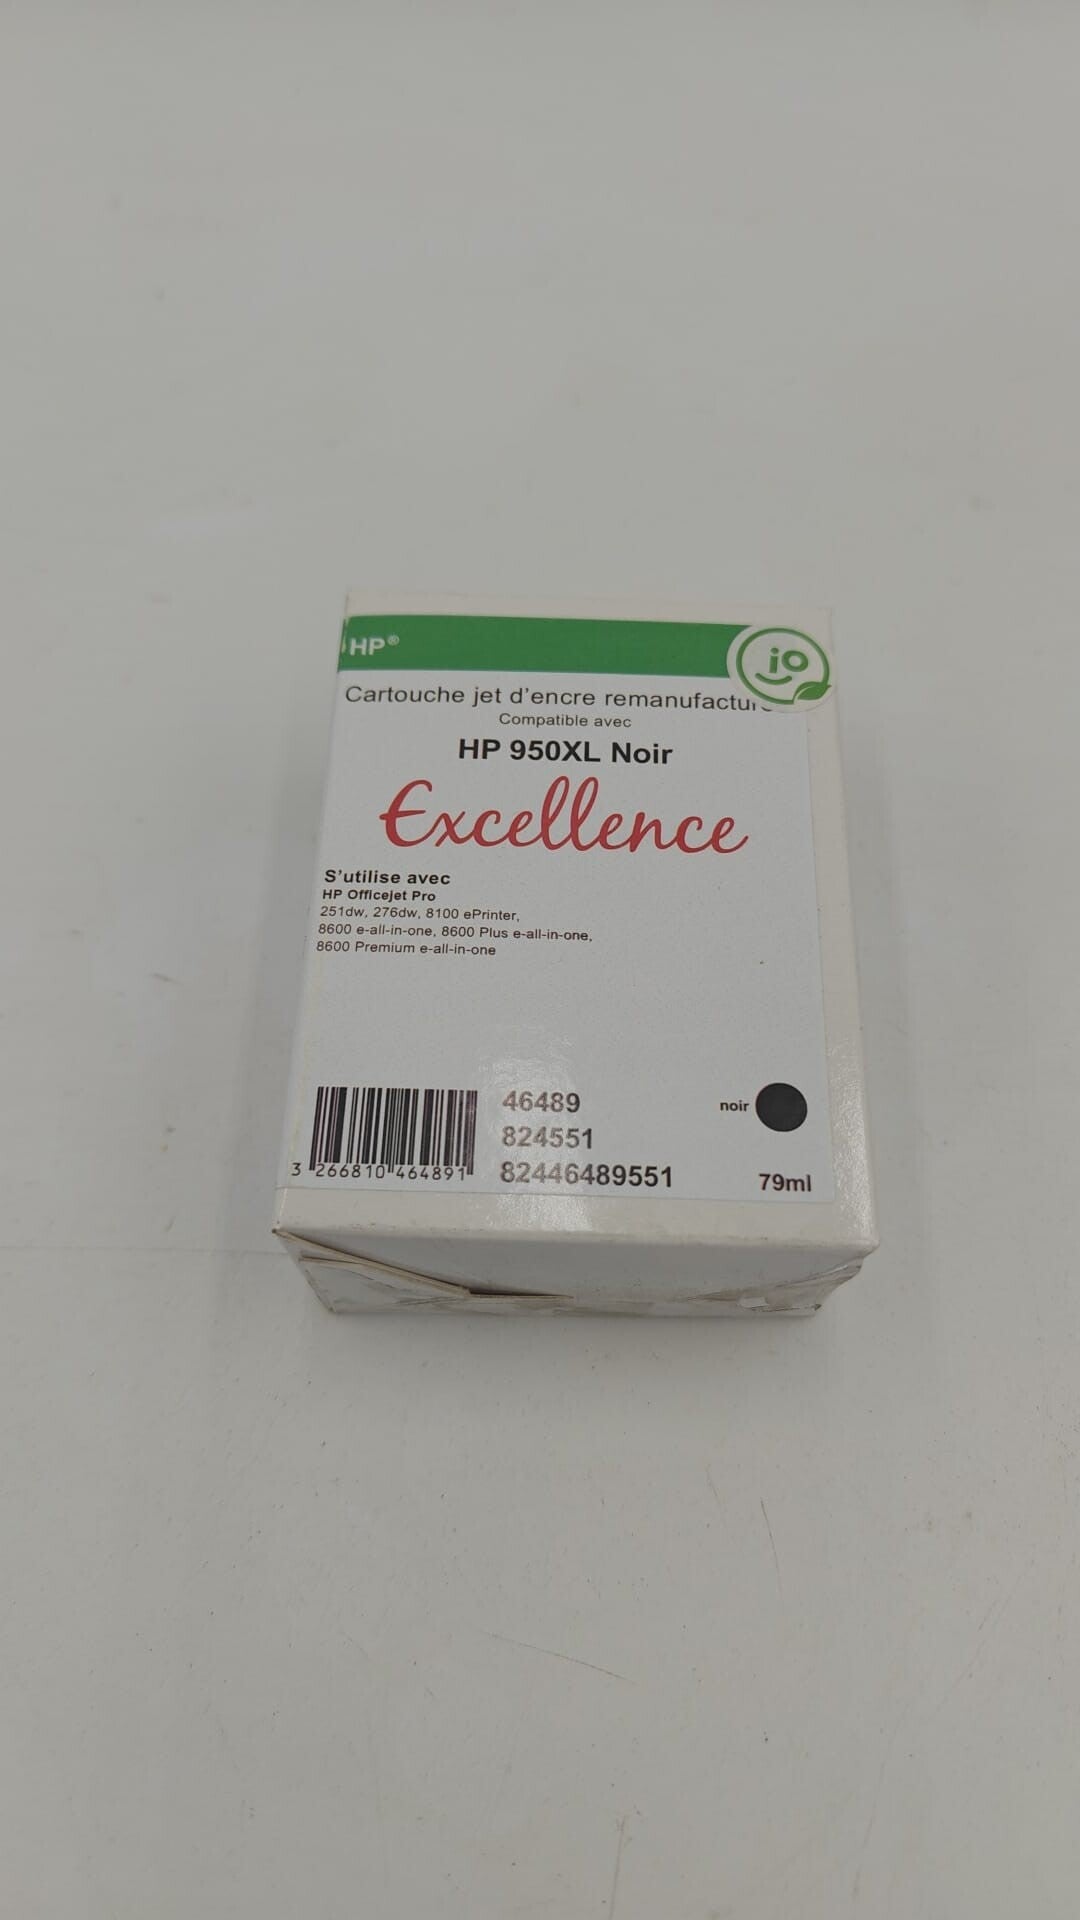 HP®
iO
Cartouche jet d'encre
Compatible avec
HP 950XL Noir
Excellence
S'utilise avec
HP Officejet Pro
251dw, 276dw, 8100 ePrinter,
8600 e-all-in-one, 8600 Plus e-all-in-one,
8600 Premium e-all-in-one
46489
824551
82446489551
noir
79ml
3 266810 464891